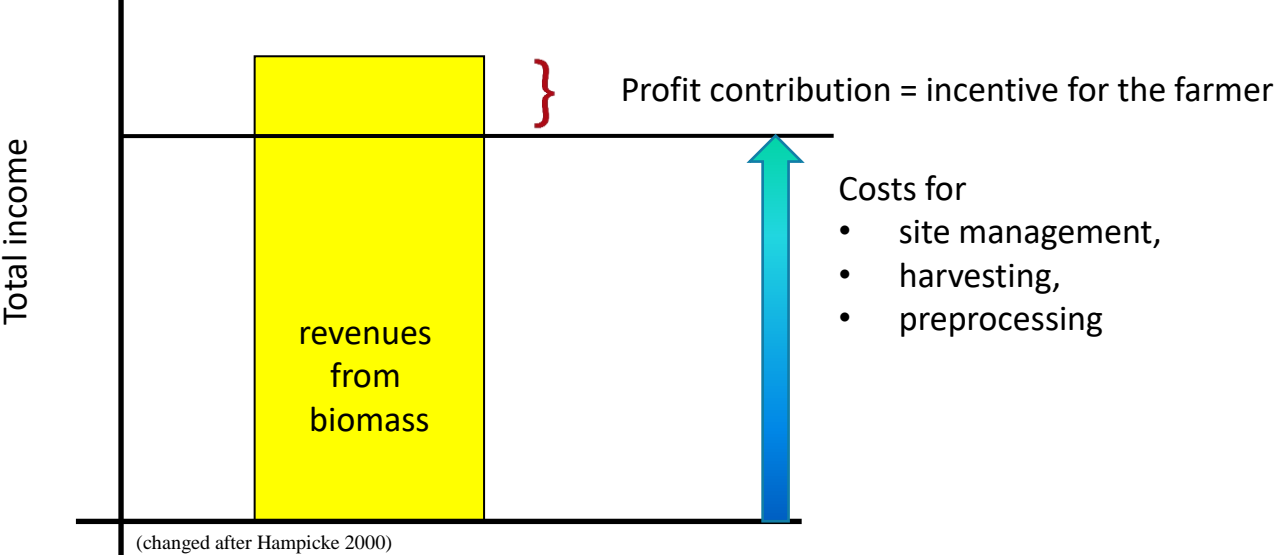 Total income
Profit contribution = incentive for the farmer
Costs for
• site management,
• harvesting,
• preprocessing
revenues
from
biomass
(changed after Hampicke 2000)